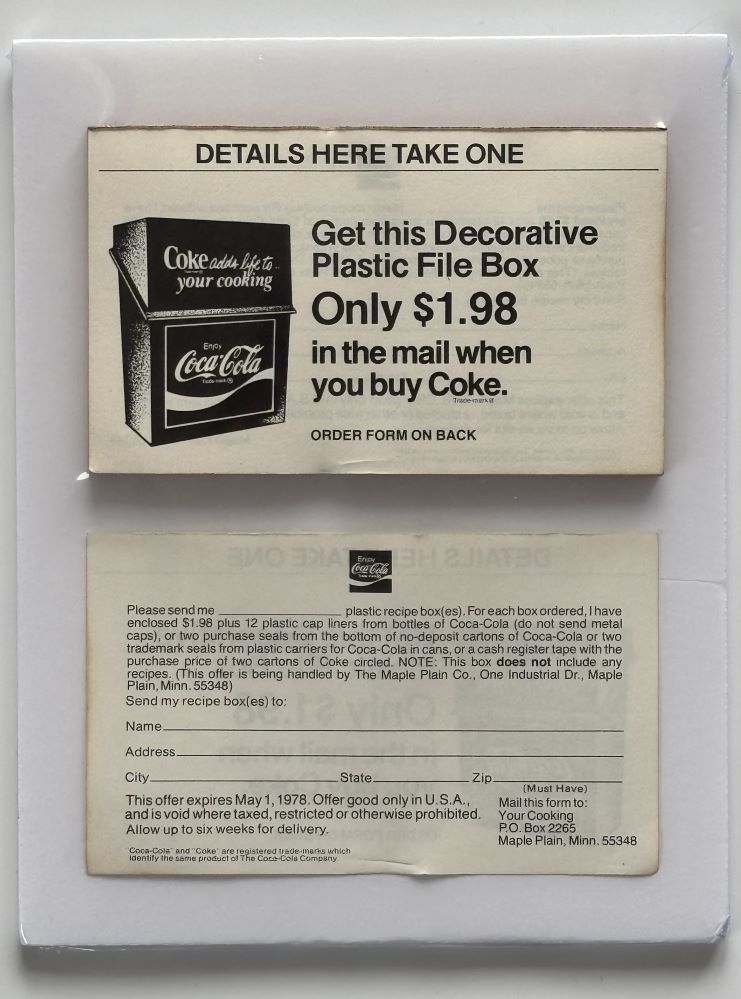 DETAILS HERE TAKE ONE
Coke adds life to...
Trade-mark ®
your cooking
Enjoy
Coca-Cola
Trade-mark ®
Get this Decorative
Plastic File Box
Only $1.98
in the mail when
you buy Coke.
Trade-mark ®
ORDER FORM ON BACK
Enjoy
Coca-Cola
Trade-mark ®
Please send me ____________ plastic recipe box(es). For each box ordered, I have
enclosed $1.98 plus 12 plastic cap liners from bottles of Coca-Cola (do not send metal
caps), or two purchase seals from the bottom of no-deposit cartons of Coca-Cola or two
trademark seals from plastic carriers for Coca-Cola in cans, or a cash register tape with the
purchase price of two cartons of Coke circled. NOTE: This box does not include any
recipes. (This offer is being handled by The Maple Plain Co., One Industrial Dr., Maple
Plain, Minn. 55348)
Send my recipe box(es) to:
Name
Address
City State Zip
(Must Have)
This offer expires May 1, 1978. Offer good only in U.S.A.,
and is void where taxed, restricted or otherwise prohibited.
Allow up to six weeks for delivery.
"Coca-Cola" and "Coke" are registered trade-marks which
identify the same product of The Coca-Cola Company.
Mail this form to:
Your Cooking
P.O. Box 2265
Maple Plain, Minn. 55348